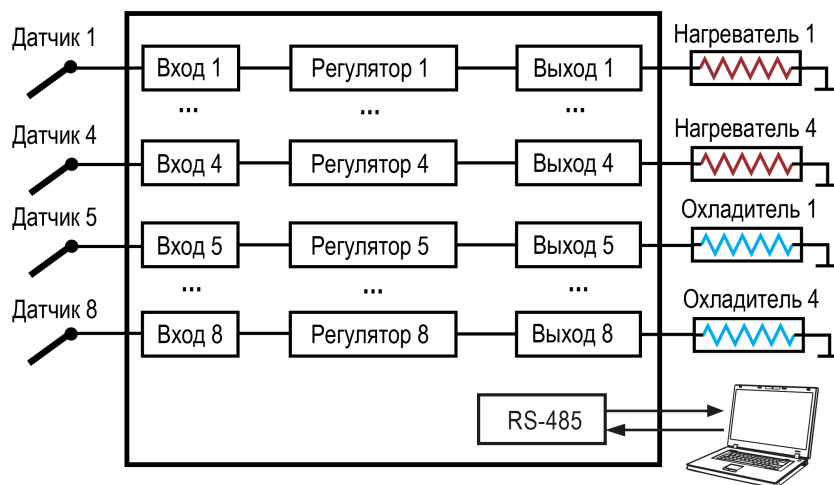 Датчик 1
Вход 1
Регулятор 1
Выход 1
Нагреватель 1
...
...
...
Датчик 4
Вход 4
Регулятор 4
Выход 4
Нагреватель 4
Датчик 5
Вход 5
Регулятор 5
Выход 5
Охладитель 1
...
...
...
Датчик 8
Вход 8
Регулятор 8
Выход 8
Охладитель 4
RS-485